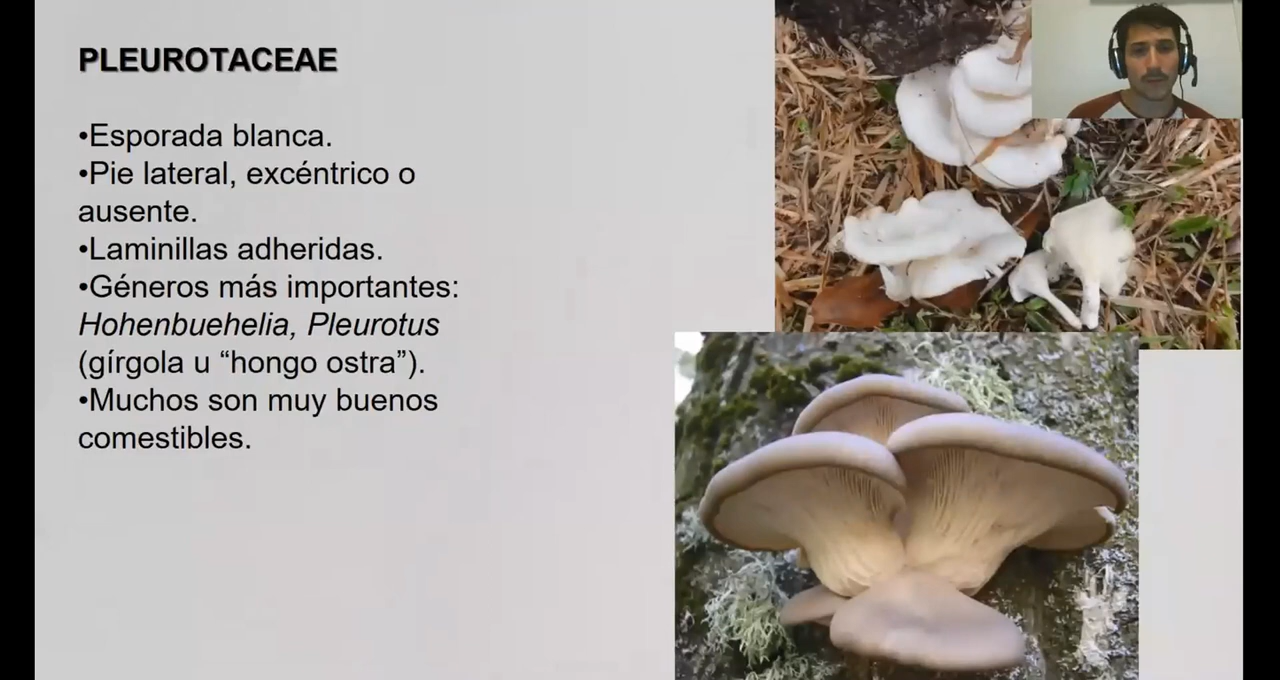 PLEUROTACEAE
•Esporada blanca.
•Pie lateral, excéntrico o
ausente.
•Laminillas adheridas.
•Géneros más importantes:
Hohenbuehelia, Pleurotus
(gírgola u “hongo ostra”).
•Muchos son muy buenos
comestibles.